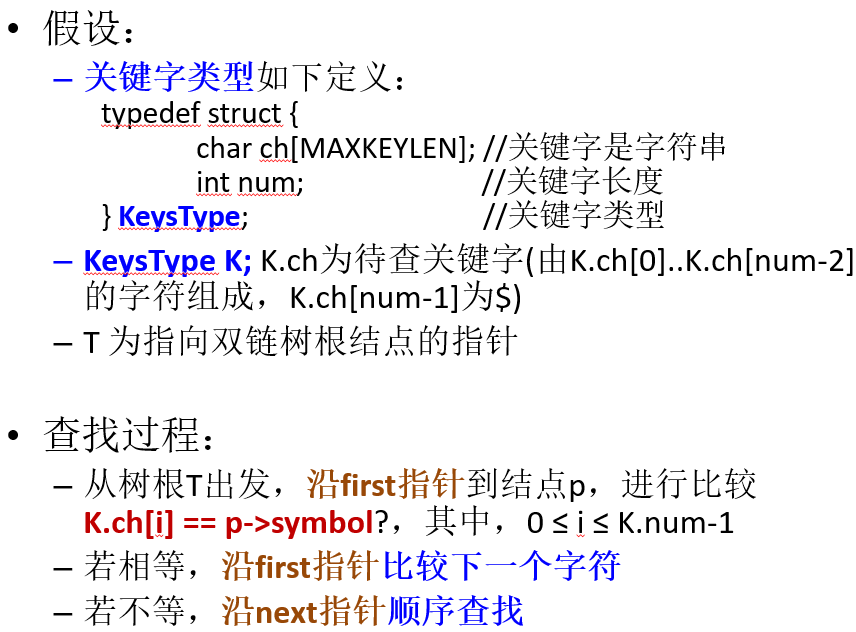 • 假设：
– 关键字类型如下定义：
typedef struct {
char ch[MAXKEYLEN]; //关键字是字符串
int num; //关键字长度
} KeysType; //关键字类型
– KeysType K; K.ch为待查关键字(由K.ch[0]..K.ch[num-2]
的字符组成，K.ch[num-1]为$)
– T 为指向双链树根结点的指针
• 查找过程：
– 从树根T出发，沿first指针到结点p，进行比较
K.ch[i] == p->symbol?，其中，0 ≤ i ≤ K.num-1
– 若相等，沿first指针比较下一个字符
– 若不等，沿next指针顺序查找